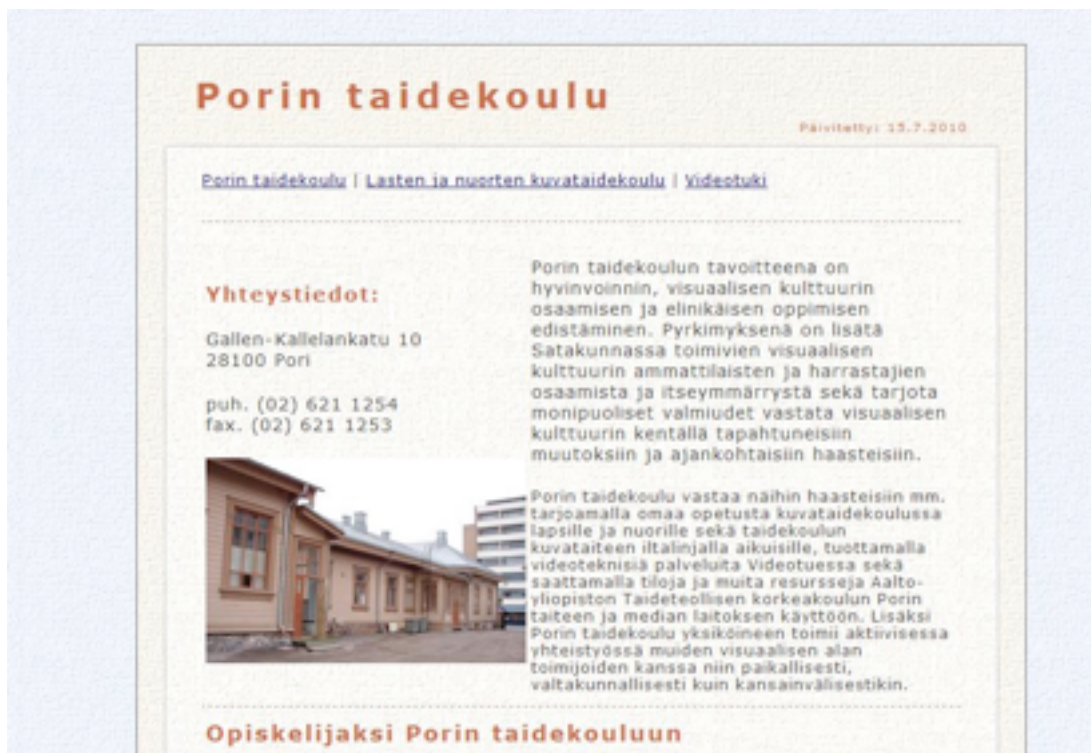 Porin taidekoulu
Päivitetty: 15.7.2010
Porin taidekoulu | Lasten ja nuorten kuvataidekoulu | Videotuki
Yhteystiedot:
Gallen-Kallelankatu 10
28100 Pori
puh. (02) 621 1254
fax. (02) 621 1253
Porin taidekoulun tavoitteena on
hyvinvoinnin, visuaalisen kulttuurin
osaamisen ja elinikäisen oppimisen
edistäminen. Pyrkimyksenä on lisätä
Satakunnassa toimivien visuaalisen
kulttuurin ammattilaisten ja harrastajien
osaamista ja itseymmärrystä sekä tarjota
monipuoliset valmiudet vastata visuaalisen
kulttuurin kentällä tapahtuneisiin
muutoksiin ja ajankohtaisiin haasteisiin.
Porin taidekoulu vastaa näihin haasteisiin mm.
tarjoamalla omaa opetusta kuvataidekoulussa
lapsille ja nuorille sekä taidekoulun
kuvataiteen iltalinjalla aikuisille, tuottamalla
videoteknisiä palveluita Videotuessa sekä
saattamalla tiloja ja muita resursseja Aalto-
yliopiston Taideteollisen korkeakoulun Porin
taiteen ja median laitoksen käyttöön. Lisäksi
Porin taidekoulu yksiköineen toimii aktiivisessa
yhteistyössä muiden visuaalisen alan
toimijoiden kanssa niin paikallisesti,
valtakunnallisesti kuin kansainvälisestikin.
Opiskelijaksi Porin taidekouluun